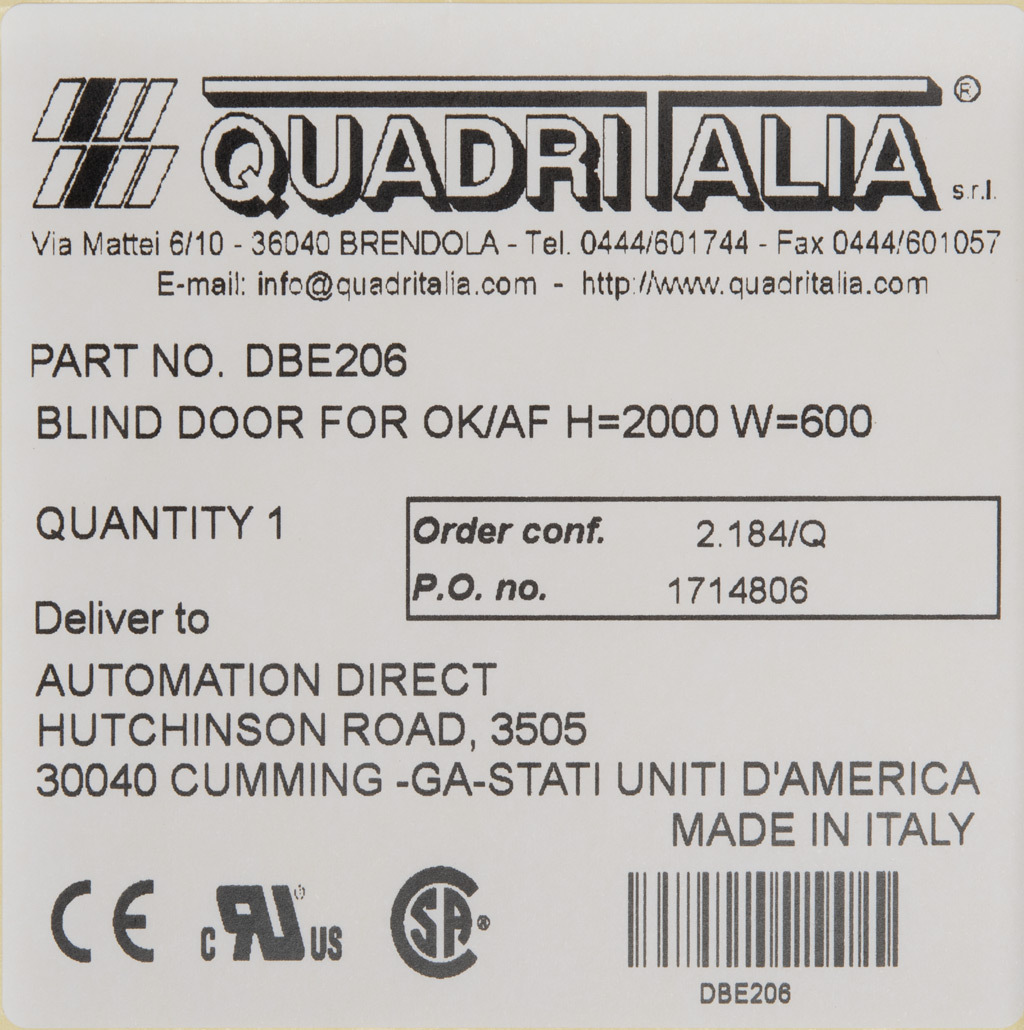 QUADRITALIA ® s.r.l.
Via Mattei 6/10 - 36040 BRENDOLA - Tel. 0444/601744 - Fax 0444/601057
E-mail: info@quadritalia.com - http://www.quadritalia.com
PART NO. DBE206
BLIND DOOR FOR OK/AF H=2000 W=600
QUANTITY 1
Order conf. 2.184/Q
P.O. no. 1714806
Deliver to
AUTOMATION DIRECT
HUTCHINSON ROAD, 3505
30040 CUMMING -GA-STATI UNITI D'AMERICA
MADE IN ITALY
CE c RU US SA ®
DBE206